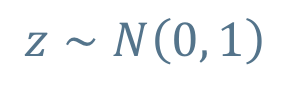 z ~ N(0, 1)